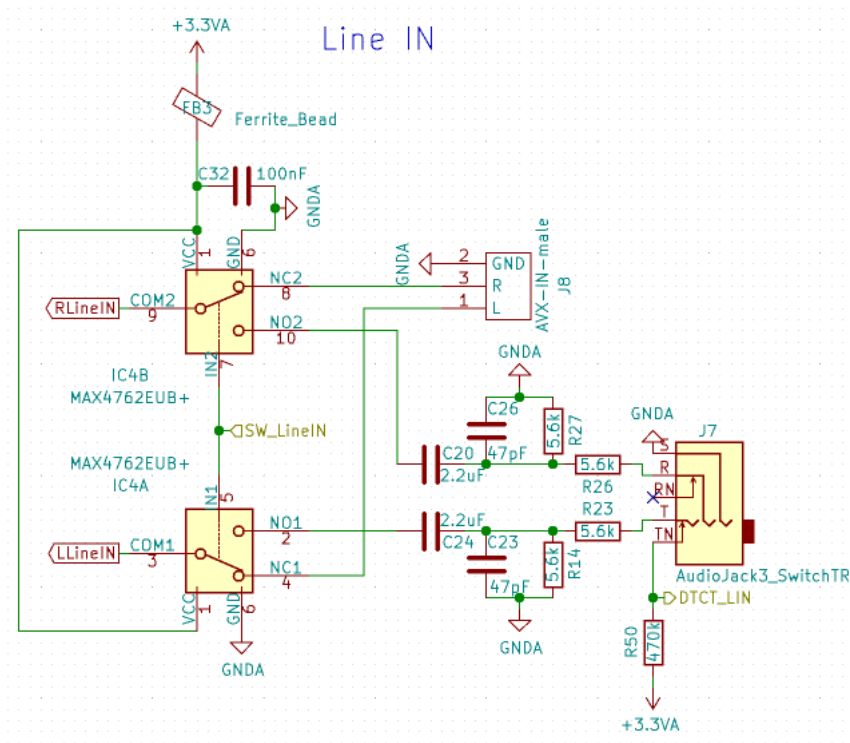 Line IN
+3.3VA
FB3
Ferrite_Bead
C32
100nF
GNDA
VCC
1
GND
6
COM2
9
RLineIN
NC2
8
NO2
10
IN2
7
IC4B
MAX4762EUB+
GNDA
2
GND
3
R
1
L
AVX-IN-male
J8
SW_LineIN
MAX4762EUB+
IC4A
IN1
5
NO1
2
COM1
3
LLineIN
NC1
4
VCC
1
GND
6
GNDA
GNDA
C26
47pF
5.6k
R27
C20
2.2uF
5.6k
R26
2.2uF
C24
C23
47pF
5.6k
R14
R23
5.6k
GNDA
GNDA
J7
S
R
RN
T
TN
AudioJack3_SwitchTR
DTCT_LIN
R50
470k
+3.3VA